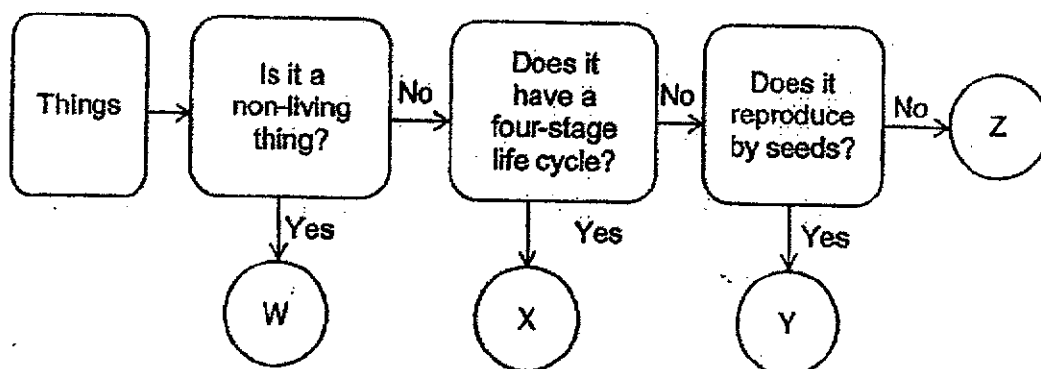 Things
Is it a
non-living
thing?
No
Does it
have a
four-stage
life cycle?
No
Does it
reproduce
by seeds?
No
Z
Yes
W
Yes
X
Yes
Y